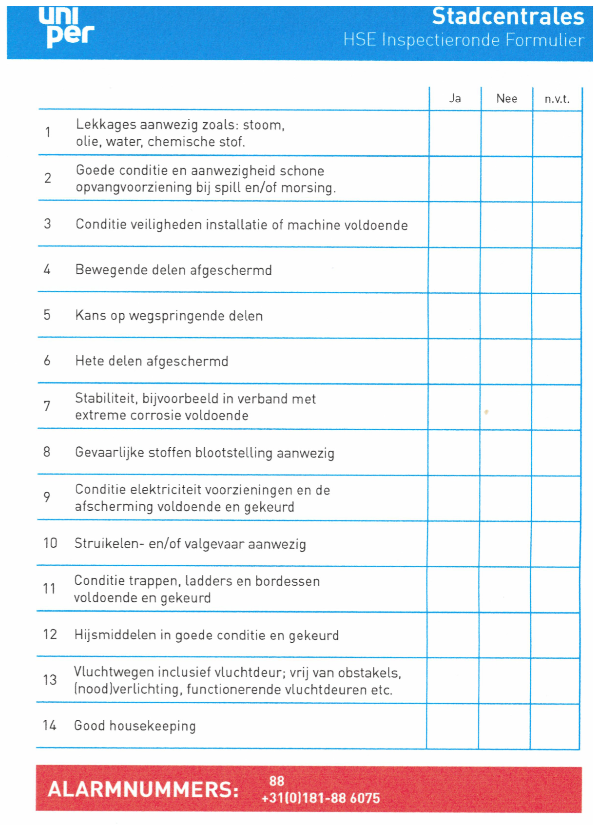 uni
per
Stadcentrales
HSE Inspectieronde Formulier
Ja Nee n.v.t.
1 Lekkages aanwezig zoals: stoom,
olie, water, chemische stof.
2 Goede conditie en aanwezigheid schone
opvangvoorziening bij spill en/of morsing.
3 Conditie veiligheden installatie of machine voldoende
4 Bewegende delen afgeschermd
5 Kans op wegspringende delen
6 Hete delen afgeschermd
7 Stabiliteit, bijvoorbeeld in verband met
extreme corrosie voldoende
8 Gevaarlijke stoffen blootstelling aanwezig
9 Conditie elektriciteit voorzieningen en de
afscherming voldoende en gekeurd
10 Struikelen- en/of valgevaar aanwezig
11 Conditie trappen, ladders en bordessen
voldoende en gekeurd
12 Hijsmiddelen in goede conditie en gekeurd
13 Vluchtwegen inclusief vluchtdeur; vrij van obstakels,
(nood)verlichting, functionerende vluchtdeuren etc.
14 Good housekeeping
ALARMNUMMERS: 88
+31(0)181-88 6075